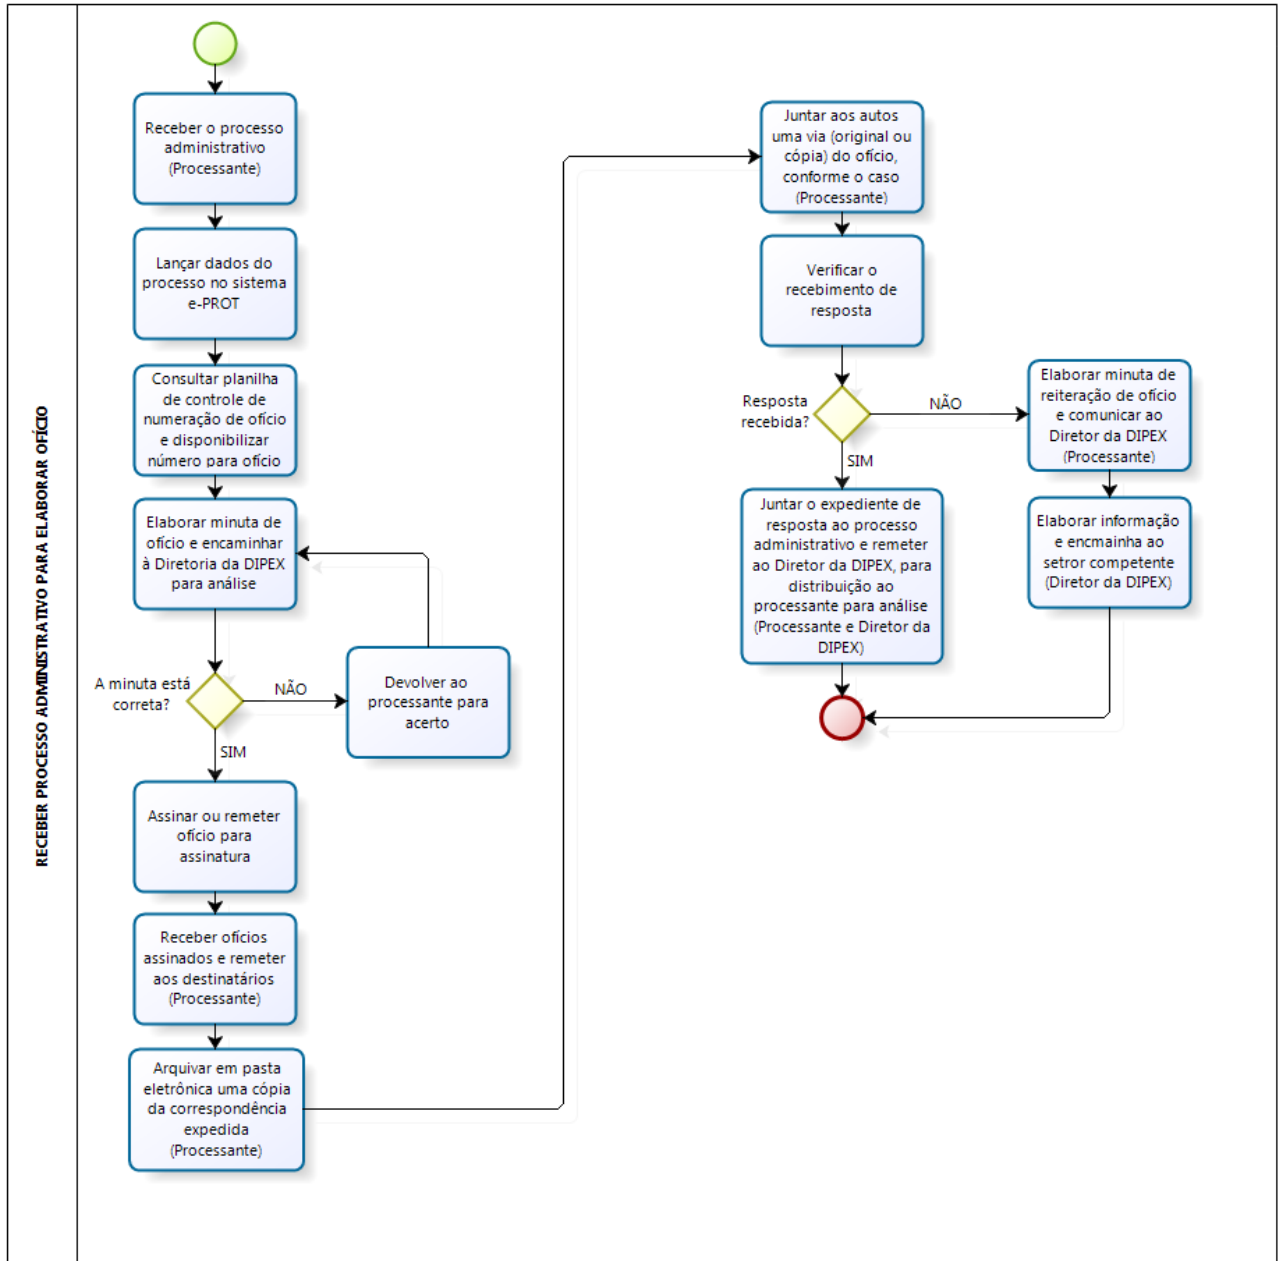 RECEBER PROCESSO ADMINISTRATIVO PARA ELABORAR OFÍCIO
Receber o processo
administrativo
(Processante)
Lançar dados do
processo no sistema
e-PROT
Consultar planilha
de controle de
numeração de ofício
e disponibilizar
número para ofício
Elaborar minuta de
ofício e encaminhar
à Diretoria da DIPEX
para análise
A minuta está
correta?
NÃO
Devolver ao
processante para
acerto
SIM
Assinar ou remeter
ofício para
assinatura
Receber ofícios
assinados e remeter
aos destinatários
(Processante)
Arquivar em pasta
eletrônica uma cópia
da correspondência
expedida
(Processante)
Juntar aos autos
uma via (original ou
cópia) do ofício,
conforme o caso
(Processante)
Verificar o
recebimento de
resposta
Resposta
recebida?
NÃO
Elaborar minuta de
reiteração de ofício
e comunicar ao
Diretor da DIPEX
(Processante)
Elaborar informação
e encmainha ao
setror competente
(Diretor da DIPEX)
SIM
Juntar o expediente de
resposta ao processo
administrativo e remeter
ao Diretor da DIPEX, para
distribuição ao
processante para análise
(Processante e Diretor da
DIPEX)